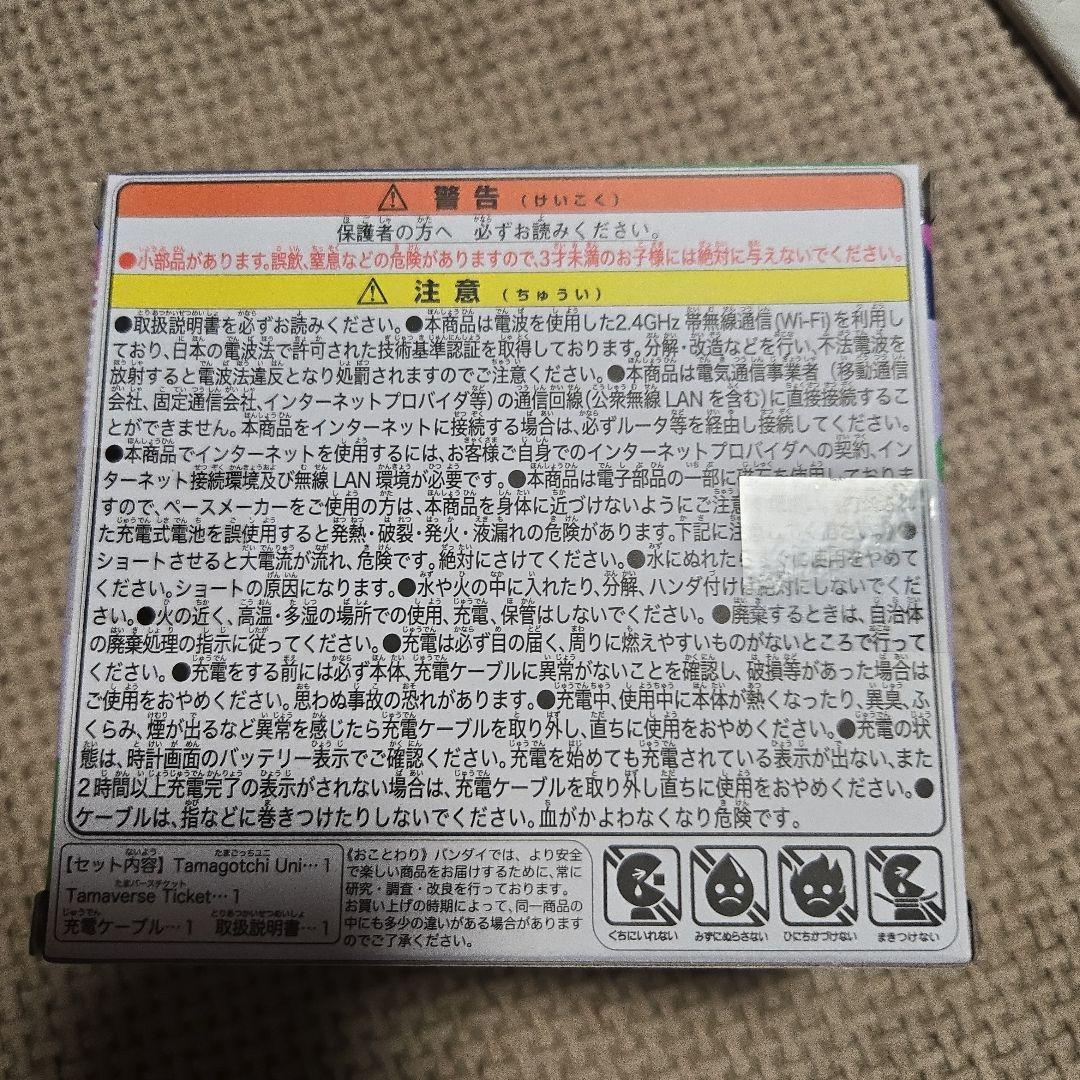 警告（けいこく）
保護者の方へ 必ずお読みください。
●小部品があります。誤飲、窒息などの危険がありますので、3才未満のお子様には絶対に与えないでください。
注意（ちゅうい）
●取扱説明書を必ずお読みください。●本商品は電波を使用した2.4GHz帯無線通信(Wi-Fi)を利用し
ており、日本の電波法で許可された技術基準認証を取得しております。分解・改造などを行い、不法電波を
放射すると電波法違反となり処罰されますのでご注意ください。●本商品は電気通信事業者（移動通信
会社、固定通信会社、インターネットプロバイダ等）の通信回線(公衆無線LANを含む)に直接接続するこ
とができません。本商品をインターネットに接続する場合は、必ずルータ等を経由し接続してください。
●本商品でインターネットを使用するには、お客様ご自身でのインターネットプロバイダへの契約、イン
ターネット接続環境及び無線LAN環境が必要です。●本商品は電子部品の一部に磁石を使用しておりま
すので、ペースメーカーをご使用の方は、本商品を身体に近づけないようにご注意
た充電式電池を誤使用すると発熱・破裂・発火・液漏れの危険があります。下記に注意 ●
ショートさせると大電流が流れ、危険です。絶対にさけてください。●水にぬれたら 使用をやめて
ください。ショートの原因になります。●水や火の中に入れたり、分解、ハンダ付けは絶対にしないでくだ
さい。●火の近く、高温・多湿の場所での使用、充電、保管はしないでください。●廃棄するときは、自治体
の廃棄処理の指示に従ってください。●充電は必ず目の届く、周りに燃えやすいものがないところで行って
ください。●充電をする前には必ず本体、充電ケーブルに異常がないことを確認し、破損等があった場合は
ご使用をおやめください。思わぬ事故の恐れがあります。●充電中、使用中に本体が熱くなったり、異臭、ふ
くらみ、煙が出るなど異常を感じたら充電ケーブルを取り外し、直ちに使用をおやめください。●充電の状
態は、時計画面のバッテリー表示でご確認ください。充電を始めても充電されている表示が出ない、また
2時間以上充電完了の表示がされない場合は、充電ケーブルを取り外し直ちに使用をおやめください。●
ケーブルは、指などに巻きつけたりしないでください。血がかよわなくなり危険です。
【セット内容】Tamagotchi Uni…1
Tamaverse Ticket…1
充電ケーブル…1 取扱説明書…1
《おことわり》バンダイでは、より安全
で楽しい商品をお届けするために、常に
研究・調査・改良を行っております。
お買い上げの時期によって、同一商品の
中にも多少の違いがある場合があります
のでご了承ください。
くちにいれない みずにぬらさない ひにちかづけない まきつけない